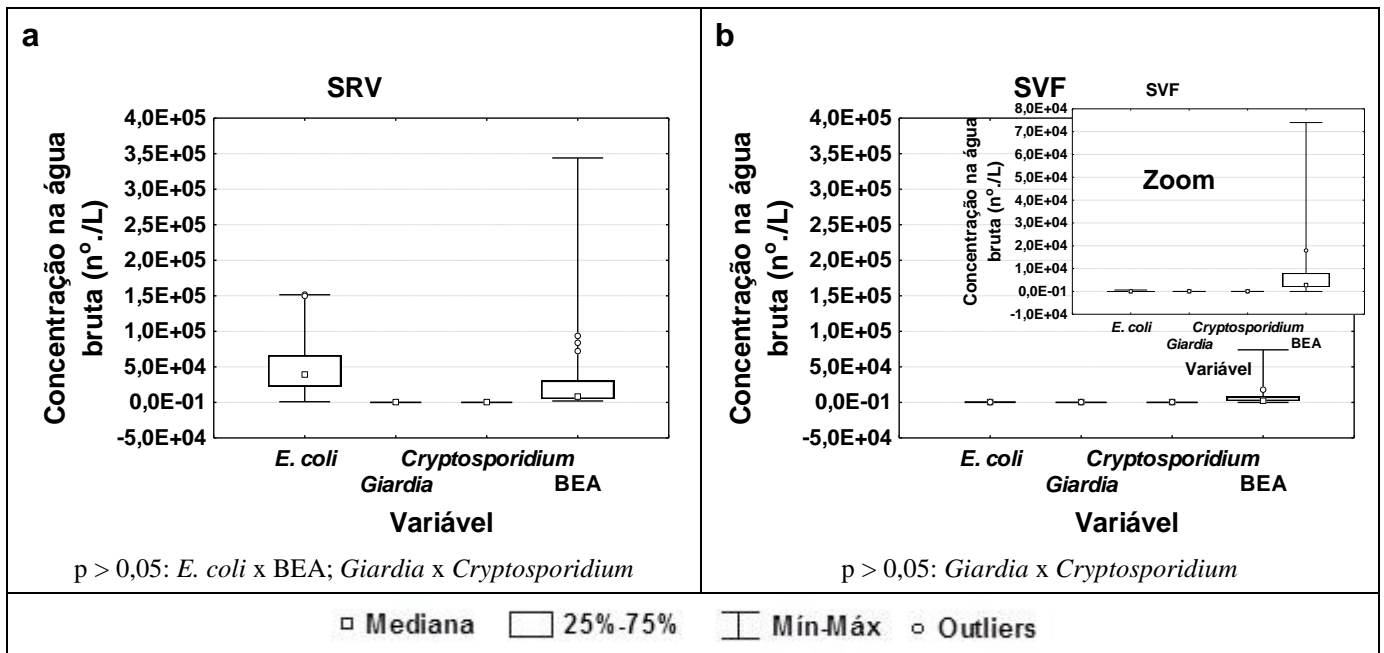 a
SRV
Concentração na água
bruta (nº./L)
4,0E+05
3,5E+05
3,0E+05
2,5E+05
2,0E+05
1,5E+05
1,0E+05
5,0E+04
0,0E-01
-5,0E+04
E. coli
Giardia
Cryptosporidium
BEA
Variável
p > 0,05: E. coli x BEA; Giardia x Cryptosporidium
b
SVF
Concentração na água
bruta (nº./L)
4,0E+05
3,5E+05
3,0E+05
2,5E+05
2,0E+05
1,5E+05
1,0E+05
5,0E+04
0,0E-01
-5,0E+04
E. coli
Giardia
Cryptosporidium
BEA
Variável
SVF
Concentração na água
bruta (nº./L)
8,0E+04
7,0E+04
6,0E+04
5,0E+04
4,0E+04
3,0E+04
2,0E+04
1,0E+04
0,0E-01
-1,0E+04
Zoom
E. coli
Giardia
Cryptosporidium
BEA
Variável
p > 0,05: Giardia x Cryptosporidium
Mediana
25%-75%
Mín-Máx
Outliers